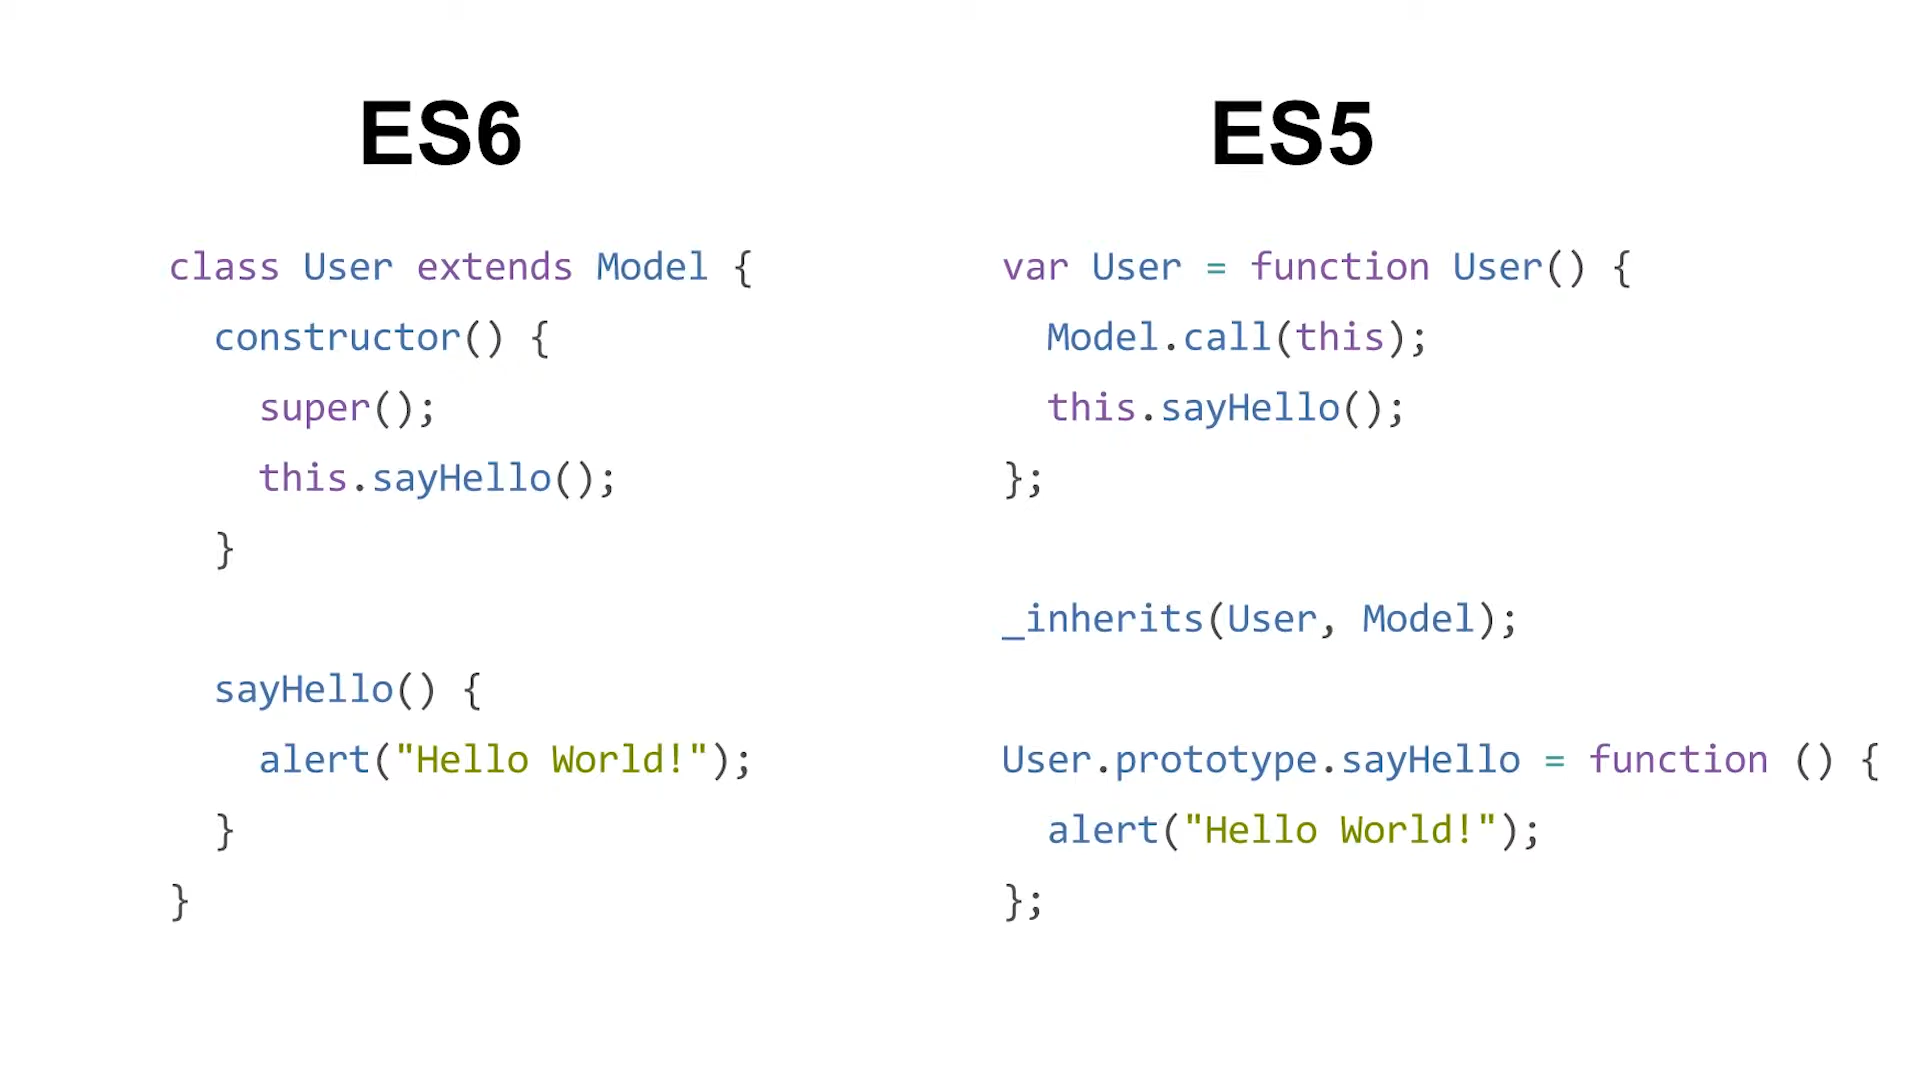 ES6
class User extends Model {
  constructor() {
    super();
    this.sayHello();
  }
  sayHello() {
    alert("Hello World!");
  }
}
ES5
var User = function User() {
  Model.call(this);
  this.sayHello();
};
_inherits(User, Model);
User.prototype.sayHello = function () {
  alert("Hello World!");
};